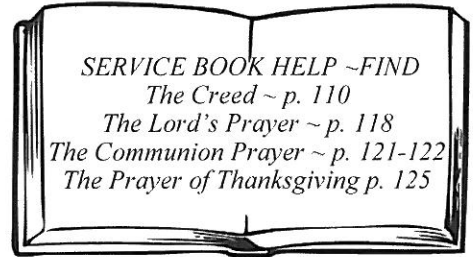 SERVICE BOOK HELP ~FIND
The Creed ~ p. 110
The Lord's Prayer ~ p. 118
The Communion Prayer ~ p. 121-122
The Prayer of Thanksgiving p. 125